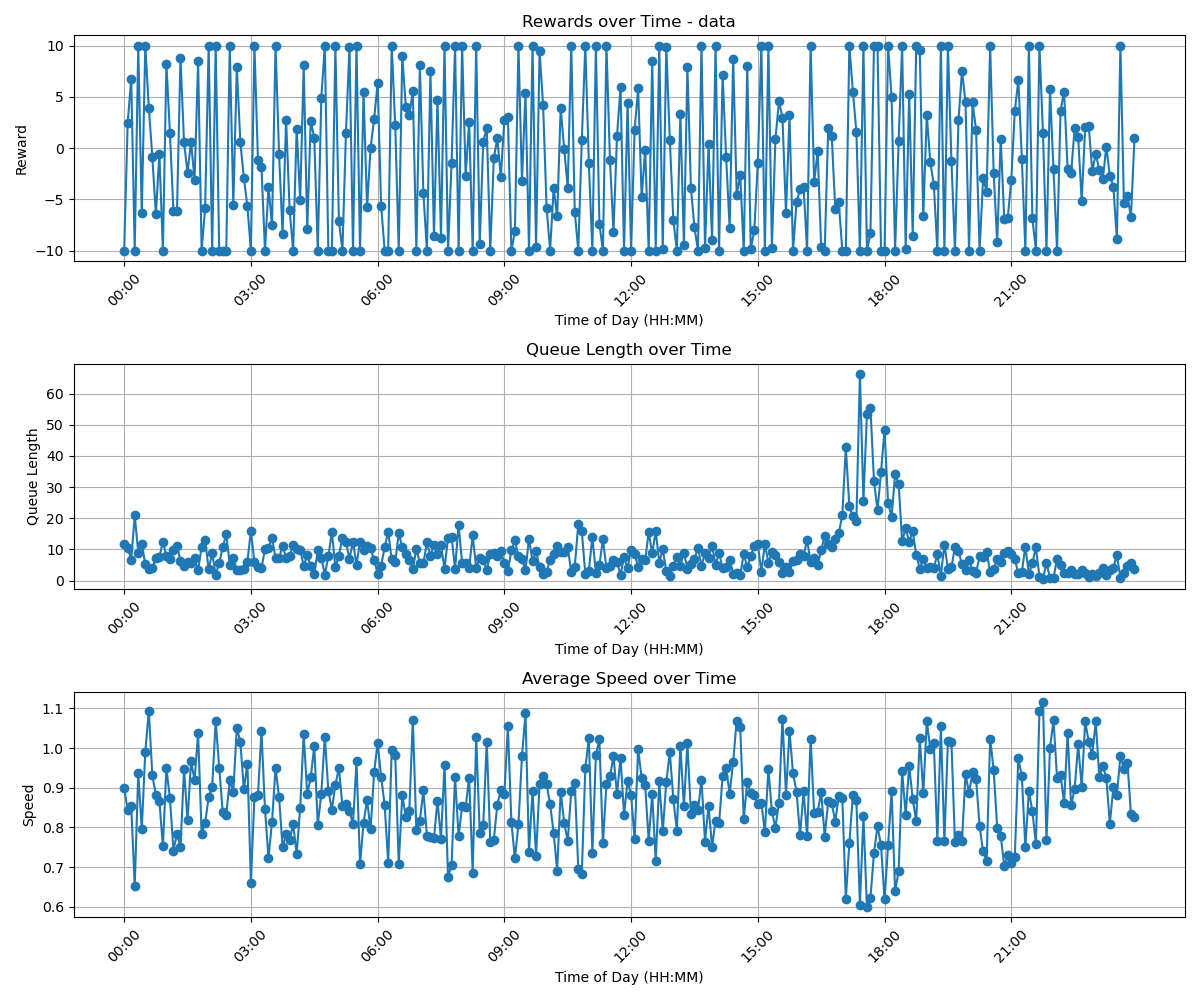 Rewards over Time - data
Reward
10
5
0
−5
−10
00:00 03:00 06:00 09:00 12:00 15:00 18:00 21:00
Time of Day (HH:MM)
Queue Length over Time
Queue Length
60
50
40
30
20
10
0
00:00 03:00 06:00 09:00 12:00 15:00 18:00 21:00
Time of Day (HH:MM)
Average Speed over Time
Speed
1.1
1.0
0.9
0.8
0.7
0.6
00:00 03:00 06:00 09:00 12:00 15:00 18:00 21:00
Time of Day (HH:MM)